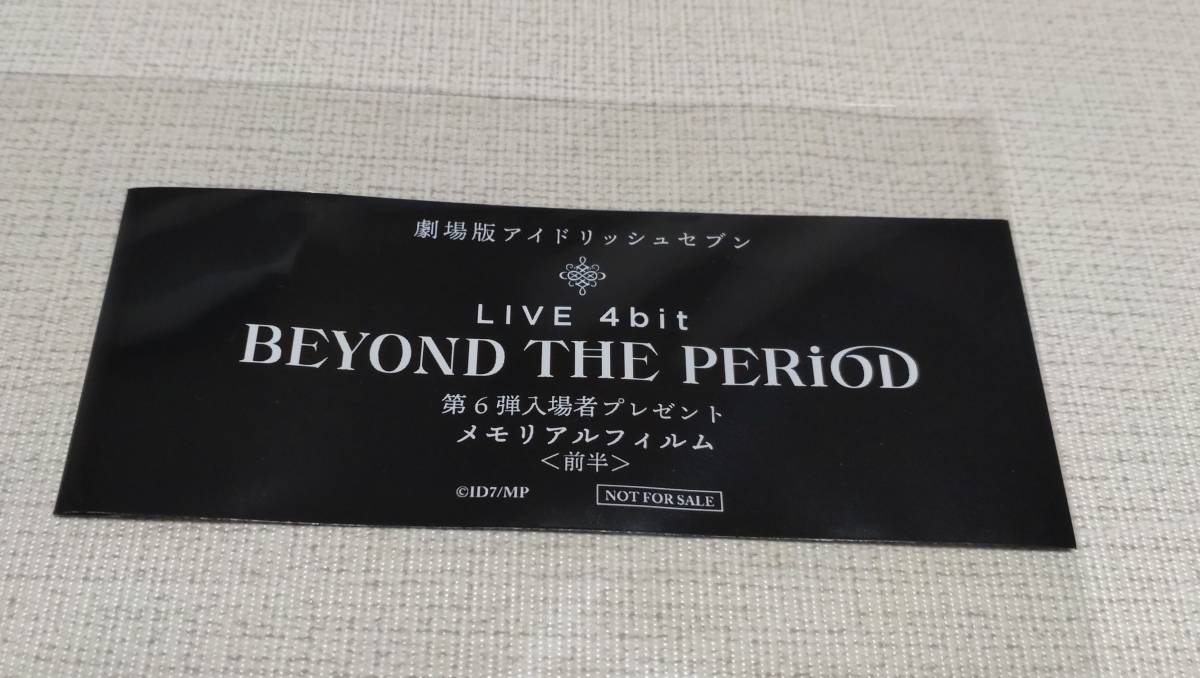 劇場版アイドリッシュセブン
LIVE 4bit
BEYOND THE PERiOD
第6弾入場者プレゼント
メモリアルフィルム
＜前半＞
©ID7/MP NOT FOR SALE